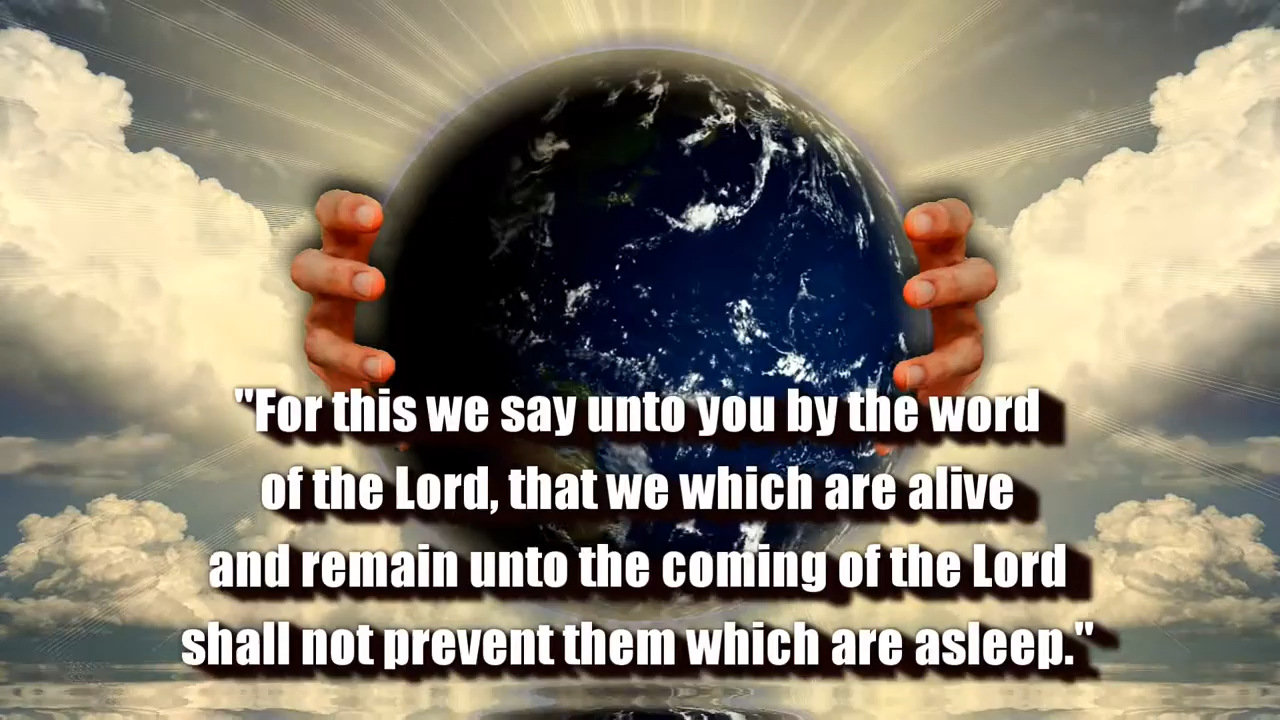 "For this we say unto you by the word
of the Lord, that we which are alive
and remain unto the coming of the Lord
shall not prevent them which are asleep."